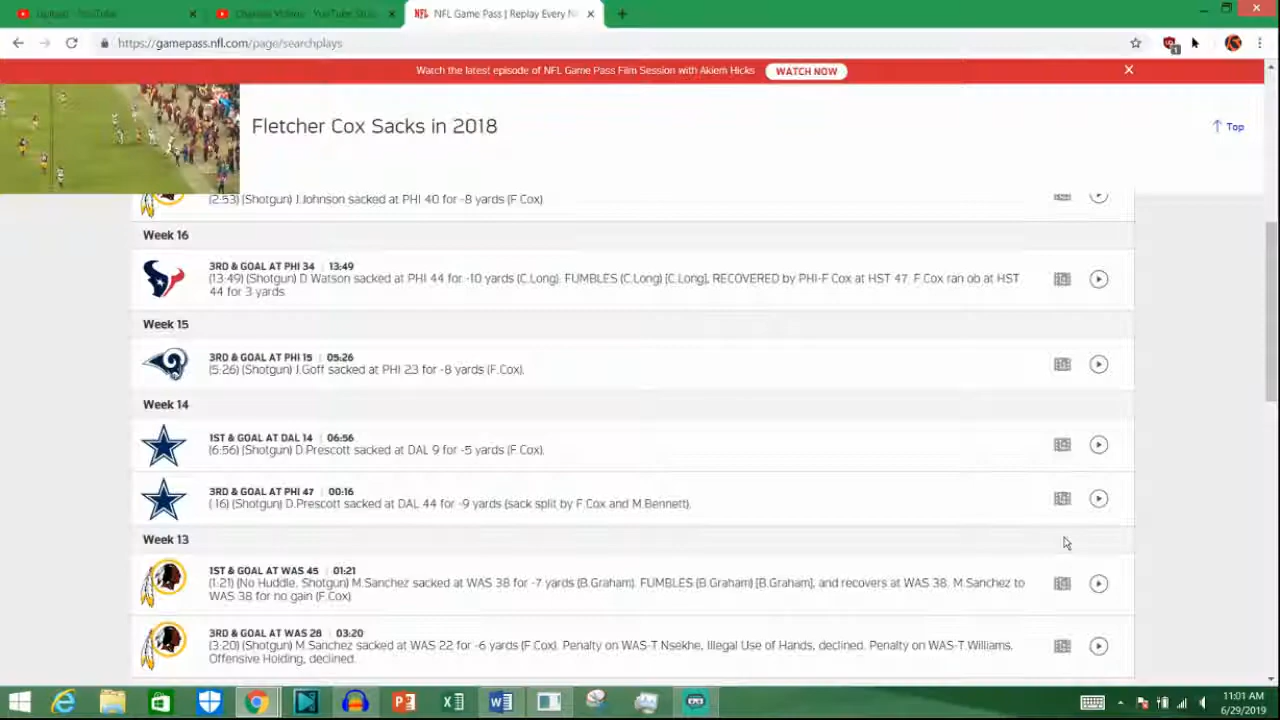 Upload - YouTube
Channel Videos - YouTube Stud
NFL Game Pass | Replay Every N
https://gamepass.nfl.com/page/searchplays
1
Watch the latest episode of NFL Game Pass Film Session with Akiem Hicks WATCH NOW
Fletcher Cox Sacks in 2018
Top
(2:53) (Shotgun) J.Johnson sacked at PHI 40 for -8 yards (F.Cox)
Week 16
3RD & GOAL AT PHI 34 | 13:49
(13:49) (Shotgun) D.Watson sacked at PHI 44 for -10 yards (C.Long). FUMBLES (C.Long) [C.Long], RECOVERED by PHI-F.Cox at HST 47. F.Cox ran ob at HST
44 for 3 yards.
Week 15
3RD & GOAL AT PHI 15 | 05:26
(5:26) (Shotgun) J.Goff sacked at PHI 23 for -8 yards (F.Cox).
Week 14
1ST & GOAL AT DAL 14 | 06:56
(6:56) (Shotgun) D.Prescott sacked at DAL 9 for -5 yards (F.Cox).
3RD & GOAL AT PHI 47 | 00:16
(:16) (Shotgun) D.Prescott sacked at DAL 44 for -9 yards (sack split by F.Cox and M.Bennett).
Week 13
1ST & GOAL AT WAS 45 | 01:21
(1:21) (No Huddle, Shotgun) M.Sanchez sacked at WAS 38 for -7 yards (B.Graham). FUMBLES (B.Graham) [B.Graham], and recovers at WAS 38. M.Sanchez to
WAS 38 for no gain (F.Cox).
3RD & GOAL AT WAS 28 | 03:20
(3:20) (Shotgun) M.Sanchez sacked at WAS 22 for -6 yards (F.Cox). Penalty on WAS-T.Nsekhe, Illegal Use of Hands, declined. Penalty on WAS-T.Williams,
Offensive Holding, declined.
11:01 AM
6/29/2019